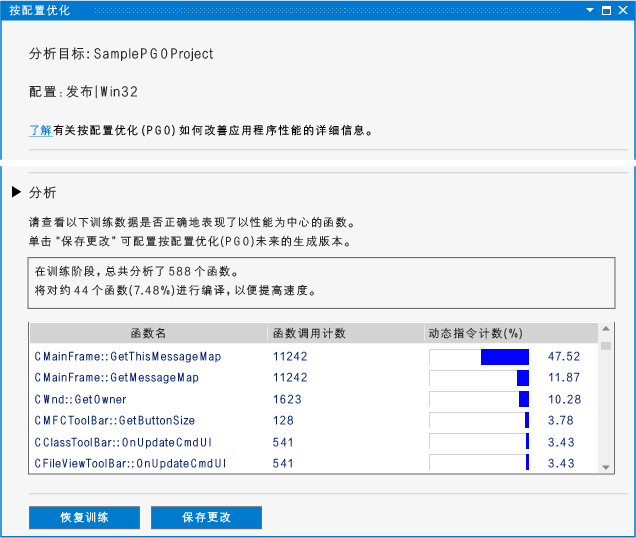 按配置优化
分析目标: SamplePGOProject
配置: 发布|Win32
了解有关按配置优化(PGO)如何改善应用程序性能的详细信息。
分析
请查看以下训练数据是否正确地表现了以性能为中心的函数。
单击“保存更改”可配置按配置优化(PGO)未来的生成版本。
在训练阶段，总共分析了 588 个函数。
将对约 44 个函数(7.48%)进行编译，以便提高速度。
函数名 函数调用计数 动态指令计数(%)
CMainFrame::GetThisMessageMap 11242 47.52
CMainFrame::GetMessageMap 11242 11.87
CWnd::GetOwner 1623 10.28
CMFCToolBar::GetButtonSize 128 3.78
CClassToolBar::OnUpdateCmdUI 541 3.43
CFileViewToolBar::OnUpdateCmdUI 541 3.43
恢复训练 保存更改